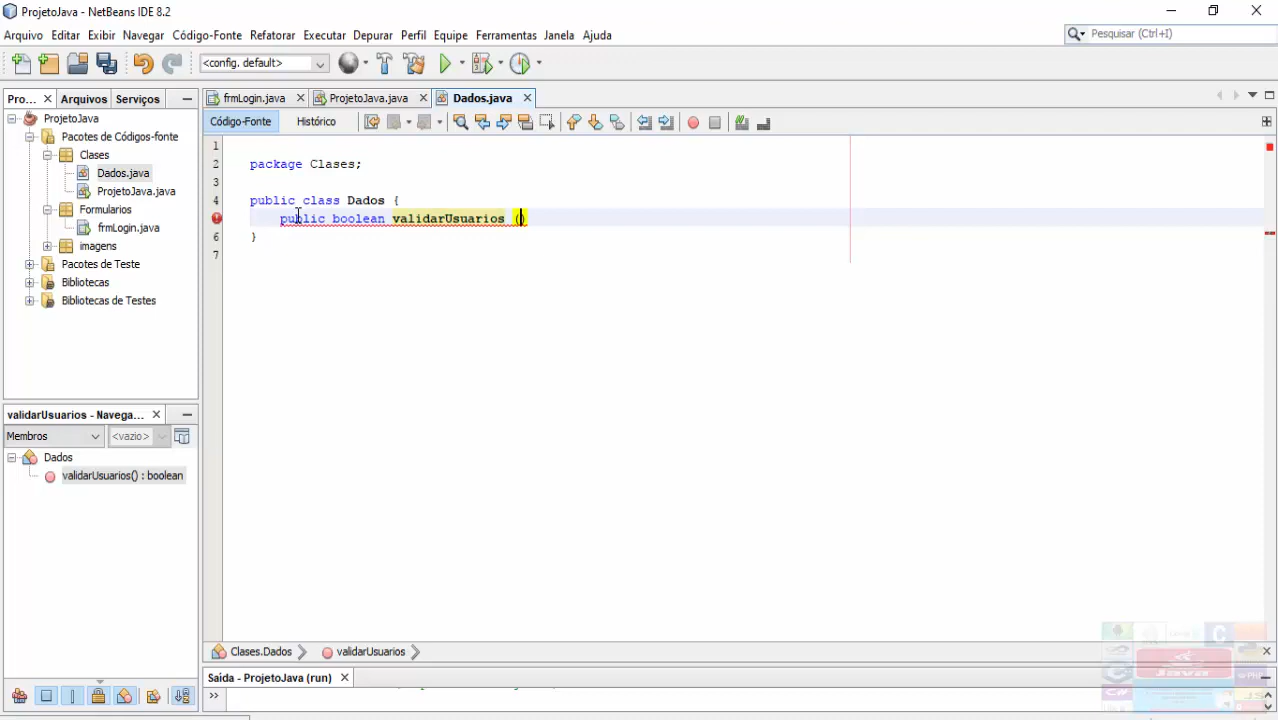 ProjetoJava - NetBeans IDE 8.2
Arquivo Editar Exibir Navegar Código-Fonte Refatorar Executar Depurar Perfil Equipe Ferramentas Janela Ajuda
Pesquisar (Ctrl+I)
<config. default>
Pro... Arquivos Serviços
frmLogin.java ProjetoJava.java Dados.java
Código-Fonte Histórico
ProjetoJava
Pacotes de Códigos-fonte
Clases
Dados.java
ProjetoJava.java
Formularios
frmLogin.java
imagens
Pacotes de Teste
Bibliotecas
Bibliotecas de Testes
1
2 package Clases;
3
4 public class Dados {
public boolean validarUsuarios ()
6 }
7
validarUsuarios - Navega...
Membros <vazio>
Dados
validarUsuarios() : boolean
Clases.Dados validarUsuarios
Saída - ProjetoJava (run)